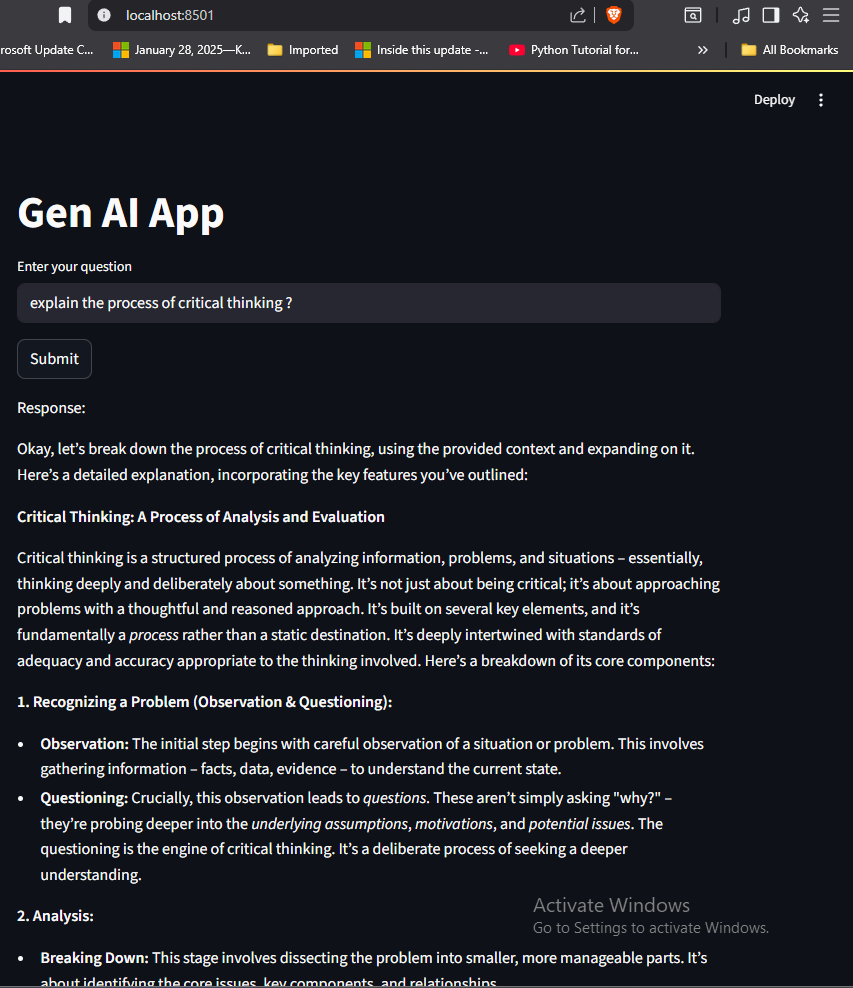 localhost:8501
rosoft Update C...
January 28, 2025—K...
Imported
Inside this update -...
Python Tutorial for...
»
All Bookmarks
Deploy
Gen AI App
Enter your question
explain the process of critical thinking ?
Submit
Response:
Okay, let’s break down the process of critical thinking, using the provided context and expanding on it.
Here’s a detailed explanation, incorporating the key features you’ve outlined:
Critical Thinking: A Process of Analysis and Evaluation
Critical thinking is a structured process of analyzing information, problems, and situations – essentially,
thinking deeply and deliberately about something. It’s not just about being critical; it’s about approaching
problems with a thoughtful and reasoned approach. It’s built on several key elements, and it’s
fundamentally a process rather than a static destination. It’s deeply intertwined with standards of
adequacy and accuracy appropriate to the thinking involved. Here’s a breakdown of its core components:
1. Recognizing a Problem (Observation & Questioning):
• Observation: The initial step begins with careful observation of a situation or problem. This involves
gathering information – facts, data, evidence – to understand the current state.
• Questioning: Crucially, this observation leads to questions. These aren’t simply asking "why?" –
they’re probing deeper into the underlying assumptions, motivations, and potential issues. The
questioning is the engine of critical thinking. It’s a deliberate process of seeking a deeper
understanding.
2. Analysis:
• Breaking Down: This stage involves dissecting the problem into smaller, more manageable parts. It’s
about identifying the core issues, key components, and relationships.
Activate Windows
Go to Settings to activate Windows.